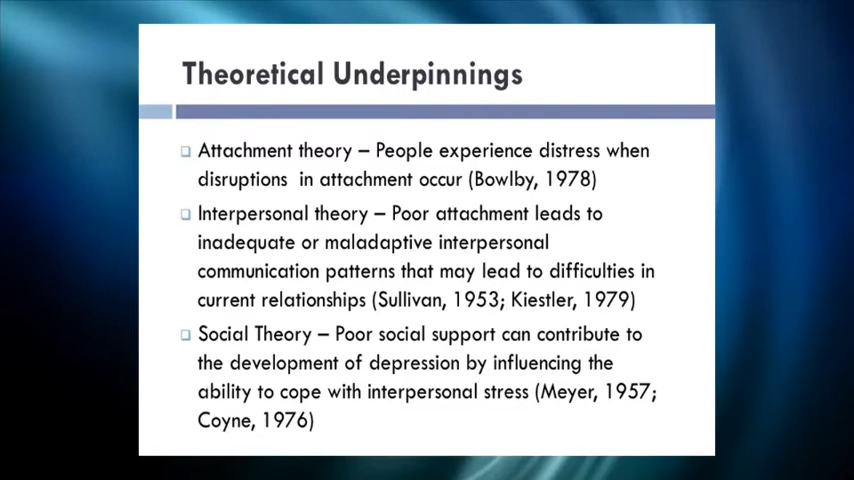 Theoretical Underpinnings
Attachment theory – People experience distress when
disruptions in attachment occur (Bowlby, 1978)
Interpersonal theory – Poor attachment leads to
inadequate or maladaptive interpersonal
communication patterns that may lead to difficulties in
current relationships (Sullivan, 1953; Kiestler, 1979)
Social Theory – Poor social support can contribute to
the development of depression by influencing the
ability to cope with interpersonal stress (Meyer, 1957;
Coyne, 1976)